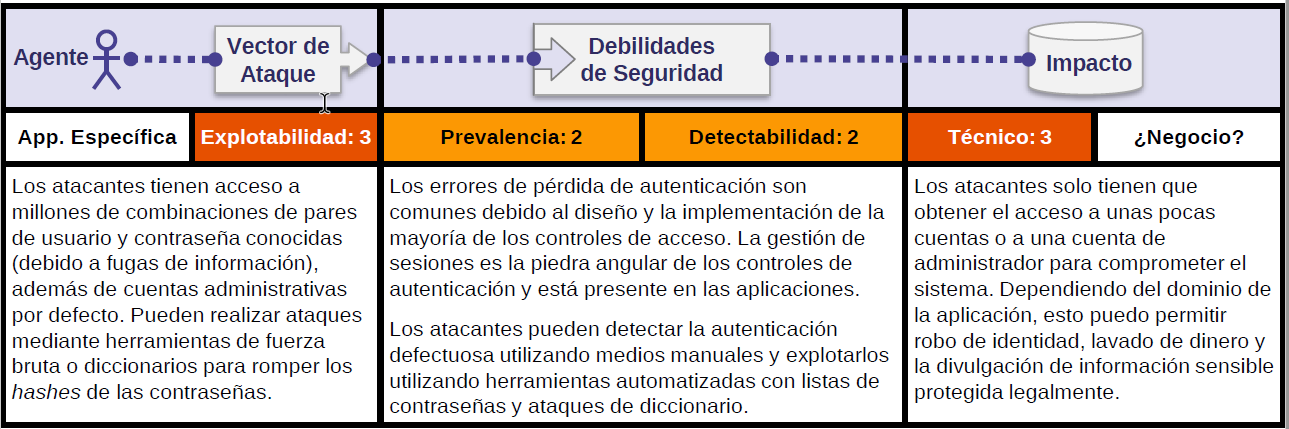 Agente
Vector de
Ataque
Debilidades
de Seguridad
Impacto
App. Específica
Explotabilidad: 3
Prevalencia: 2
Detectabilidad: 2
Técnico: 3
¿Negocio?
Los atacantes tienen acceso a
millones de combinaciones de pares
de usuario y contraseña conocidas
(debido a fugas de información),
además de cuentas administrativas
por defecto. Pueden realizar ataques
mediante herramientas de fuerza
bruta o diccionarios para romper los
hashes de las contraseñas.
Los errores de pérdida de autenticación son
comunes debido al diseño y la implementación de la
mayoría de los controles de acceso. La gestión de
sesiones es la piedra angular de los controles de
autenticación y está presente en las aplicaciones.
Los atacantes pueden detectar la autenticación
defectuosa utilizando medios manuales y explotarlos
utilizando herramientas automatizadas con listas de
contraseñas y ataques de diccionario.
Los atacantes solo tienen que
obtener el acceso a unas pocas
cuentas o a una cuenta de
administrador para comprometer el
sistema. Dependiendo del dominio de
la aplicación, esto puedo permitir
robo de identidad, lavado de dinero y
la divulgación de información sensible
protegida legalmente.